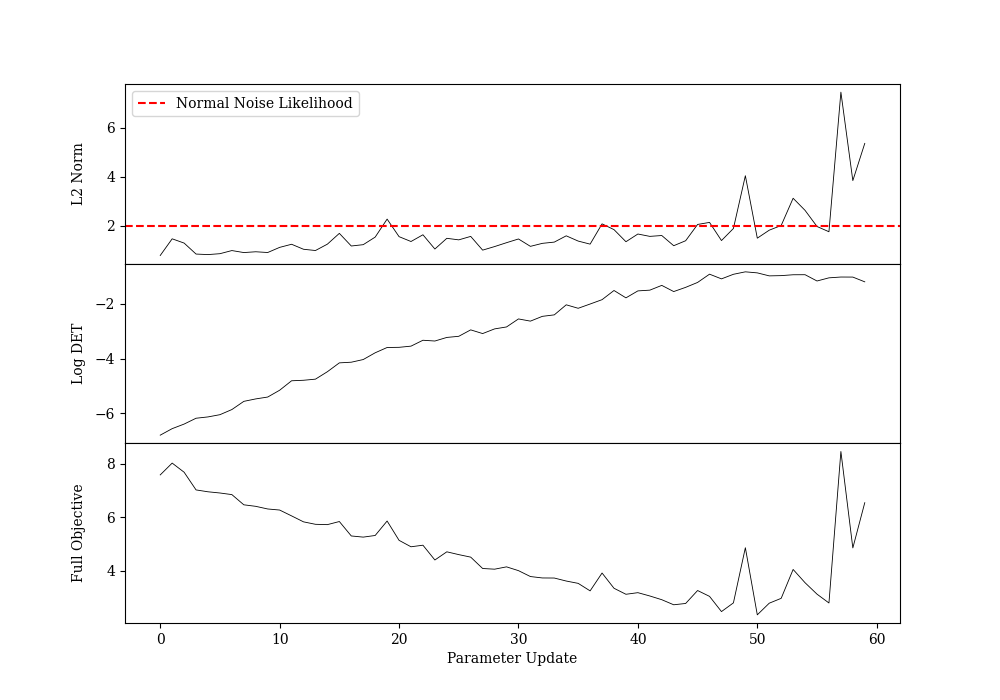 Normal Noise Likelihood
L2 Norm
6
4
2
Log DET
−2
−4
−6
Full Objective
8
6
4
0 10 20 30 40 50 60
Parameter Update